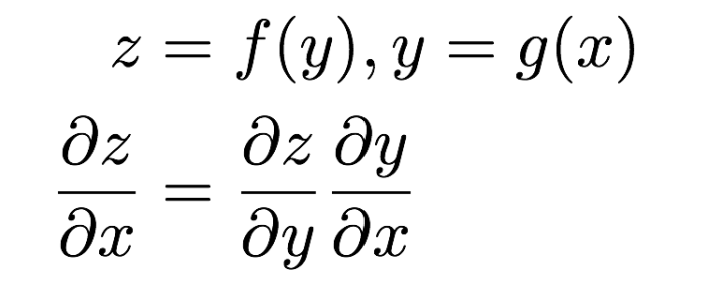 z = f(y), y = g(x)
∂z/∂x = ∂z/∂y ∂y/∂x